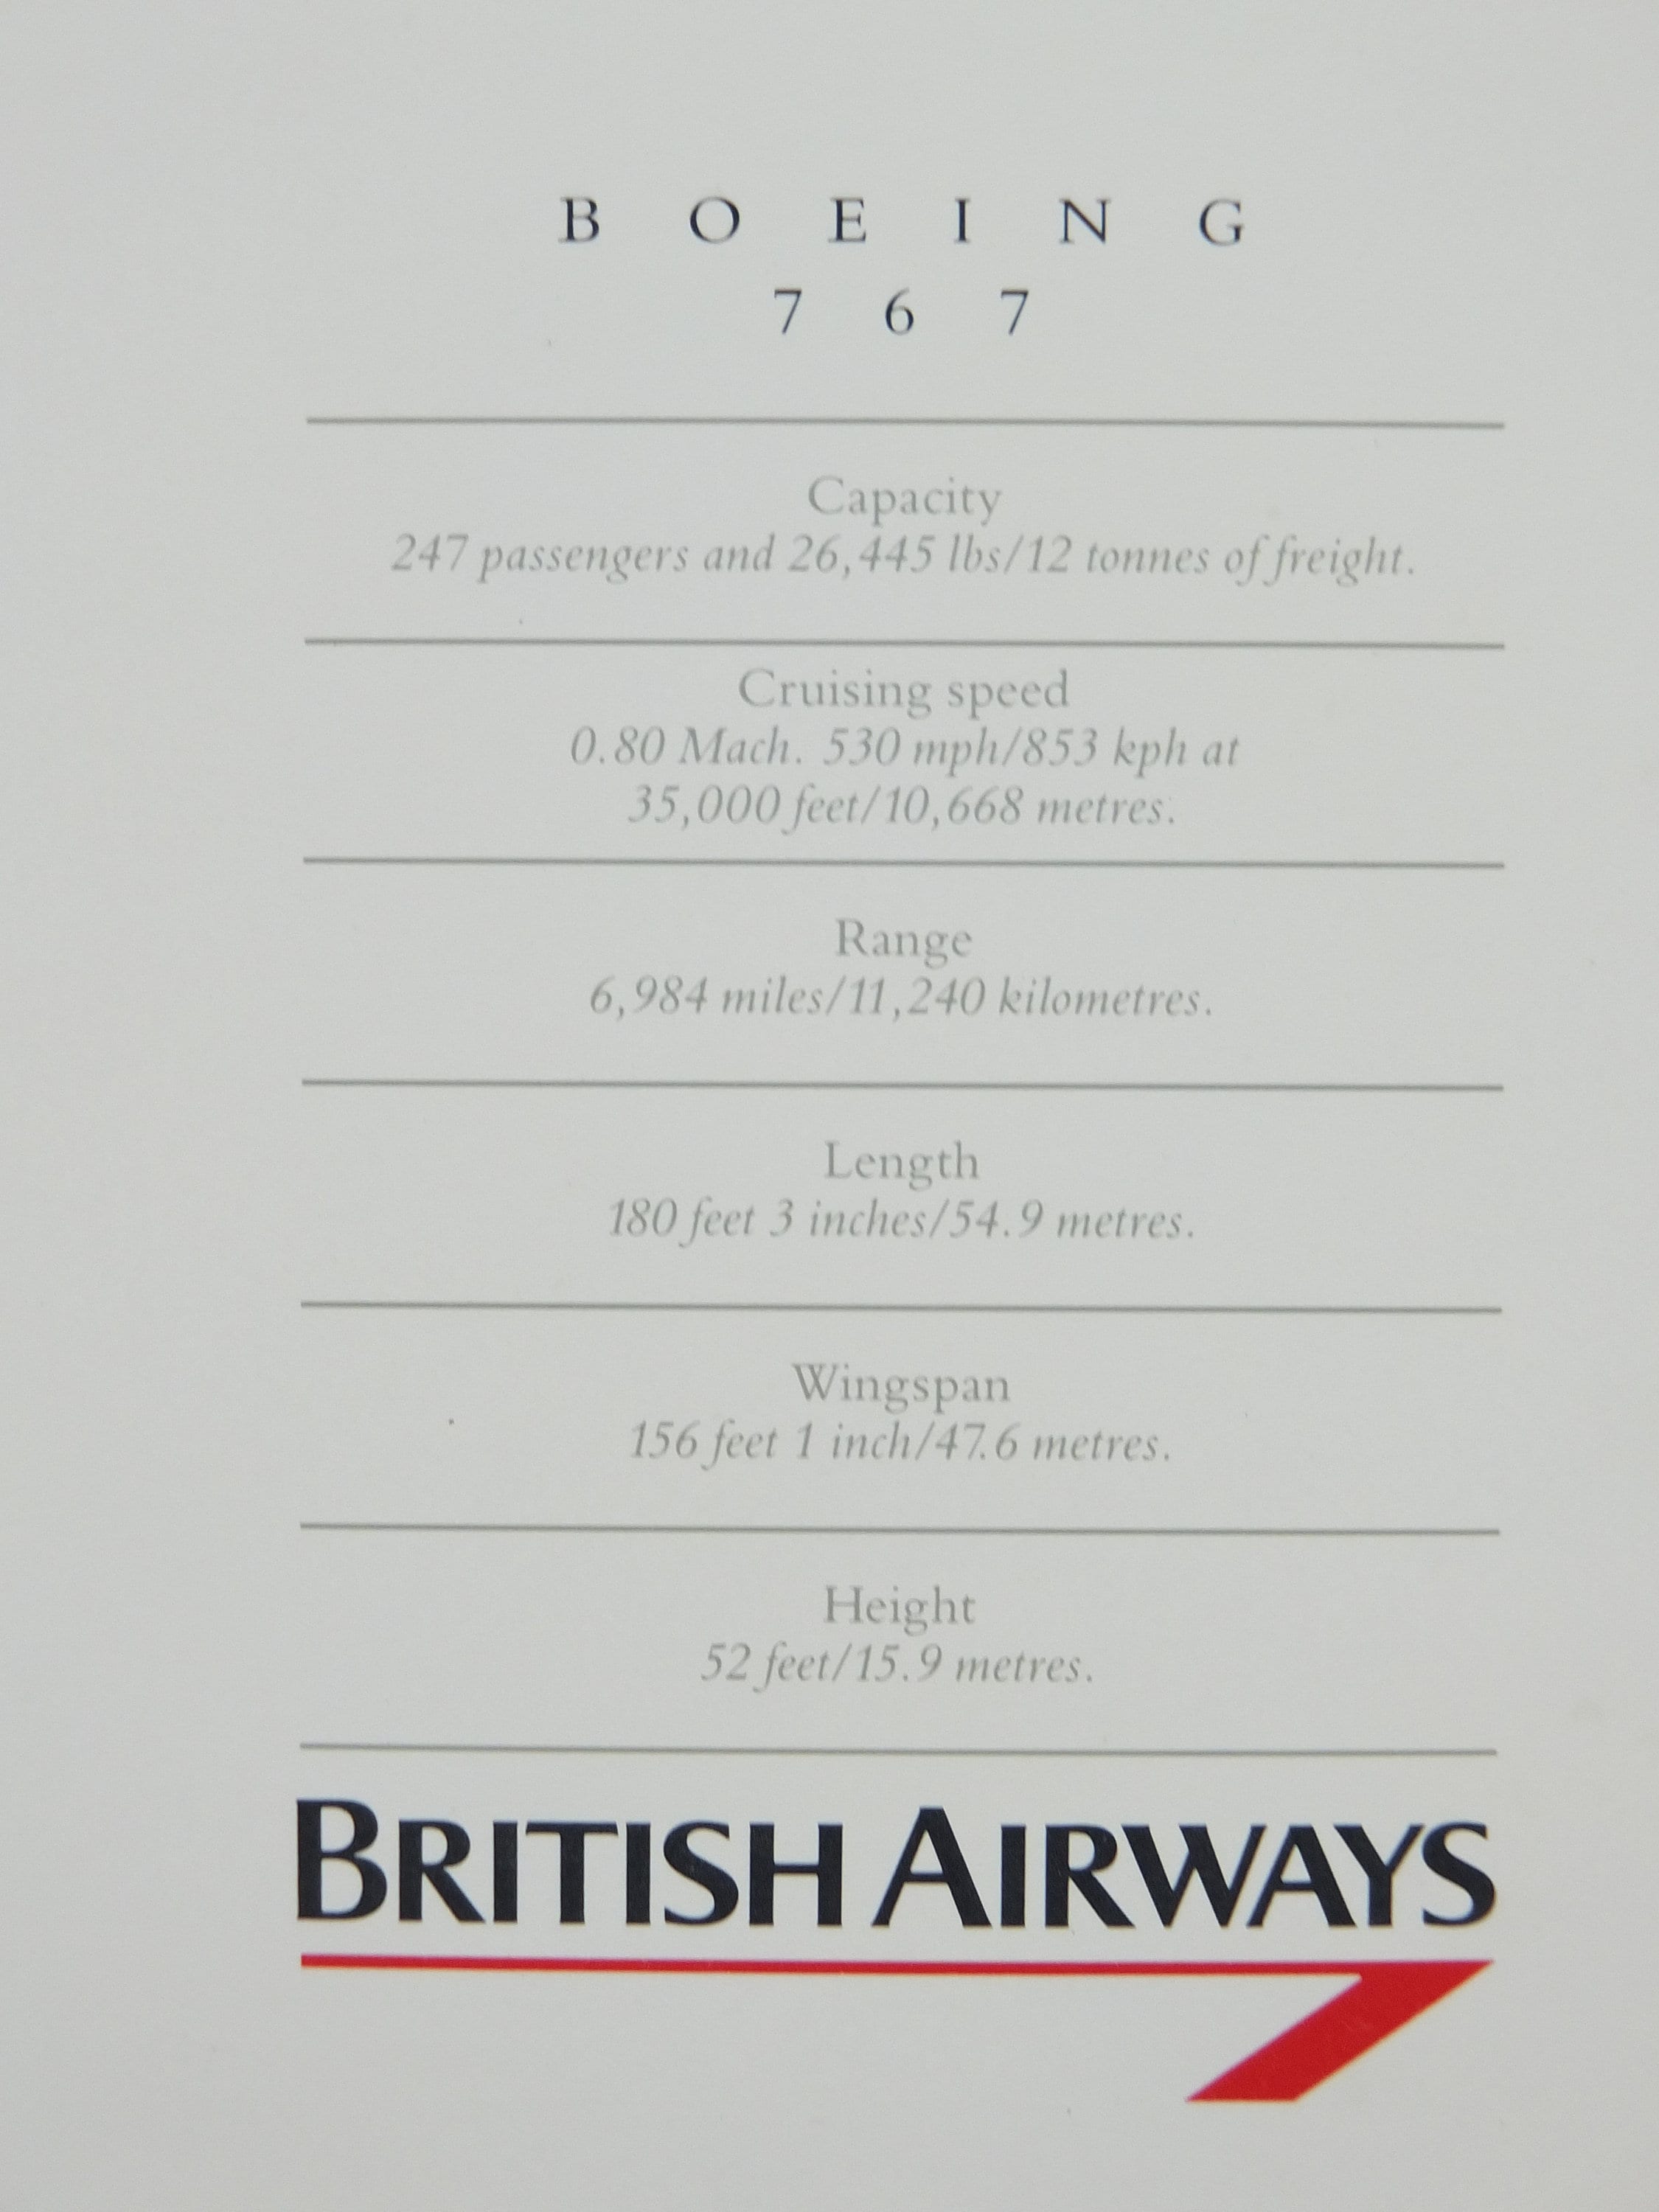 BOEING
767
Capacity
247 passengers and 26,445 lbs/12 tonnes of freight.
Cruising speed
0.80 Mach. 530 mph/853 kph at
35,000 feet/10,668 metres.
Range
6,984 miles/11,240 kilometres.
Length
180 feet 3 inches/54.9 metres.
Wingspan
156 feet 1 inch/47.6 metres.
Height
52 feet/15.9 metres.
BRITISH AIRWAYS